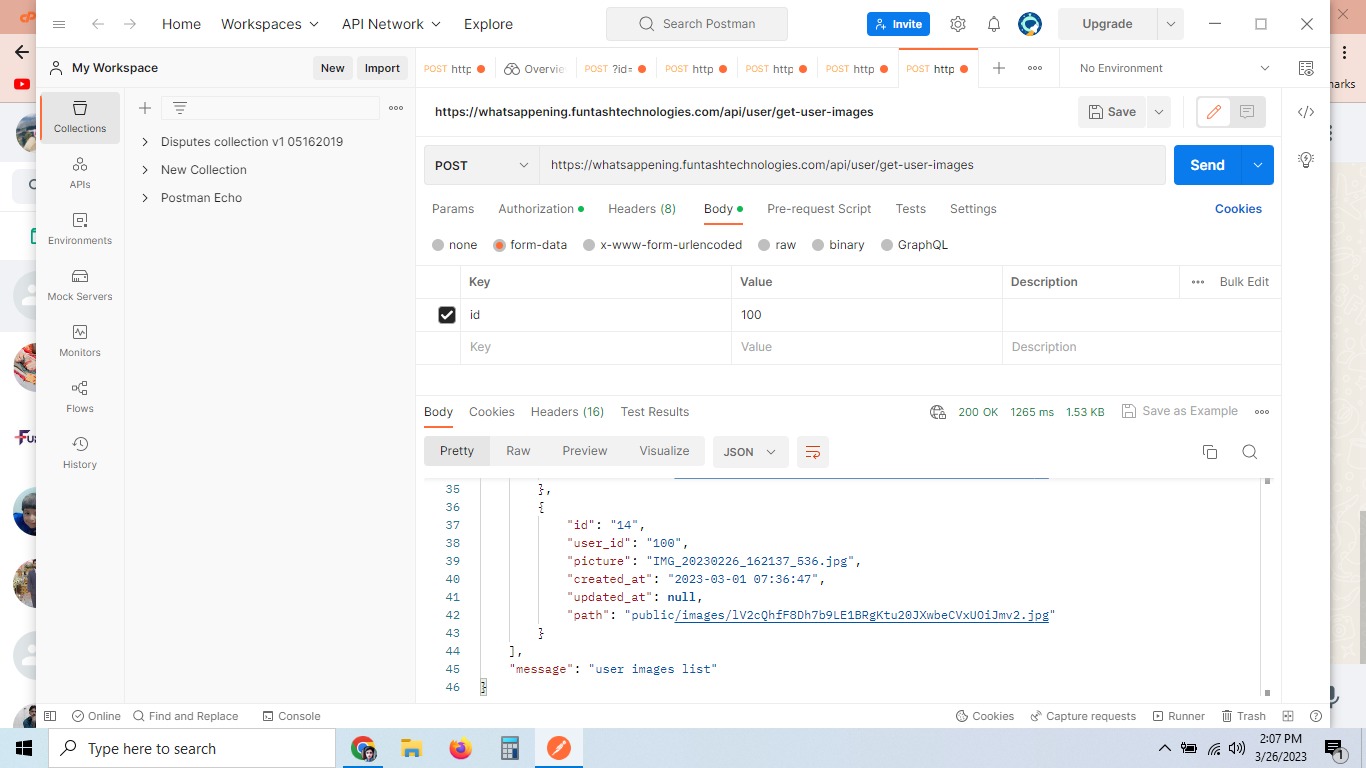 Home Workspaces API Network Explore Search Postman Invite Upgrade
My Workspace New Import POST http Overvie POST ?id= POST http POST http POST http POST http No Environment
Collections
https://whatsappening.funtashtechnologies.com/api/user/get-user-images Save
Disputes collection v1 05162019
New Collection
Postman Echo
APIs
Environments
Mock Servers
Monitors
Flows
History
POST https://whatsappening.funtashtechnologies.com/api/user/get-user-images Send
Params Authorization Headers (8) Body Pre-request Script Tests Settings Cookies
none form-data x-www-form-urlencoded raw binary GraphQL
Key Value Description Bulk Edit
id 100
Key Value Description
Body Cookies Headers (16) Test Results 200 OK 1265 ms 1.53 KB Save as Example
Pretty Raw Preview Visualize JSON
35 },
36 {
37 "id": "14",
38 "user_id": "100",
39 "picture": "IMG_20230226_162137_536.jpg",
40 "created_at": "2023-03-01 07:36:47",
41 "updated_at": null,
42 "path": "public/images/lV2cQhfF8Dh7b9LE1BRgKtu20JXwbeCVxUOiJmv2.jpg"
43 }
44 ],
45 "message": "user images list"
46 }
Online Find and Replace Console Cookies Capture requests Runner Trash
Type here to search 2:07 PM
3/26/2023 1